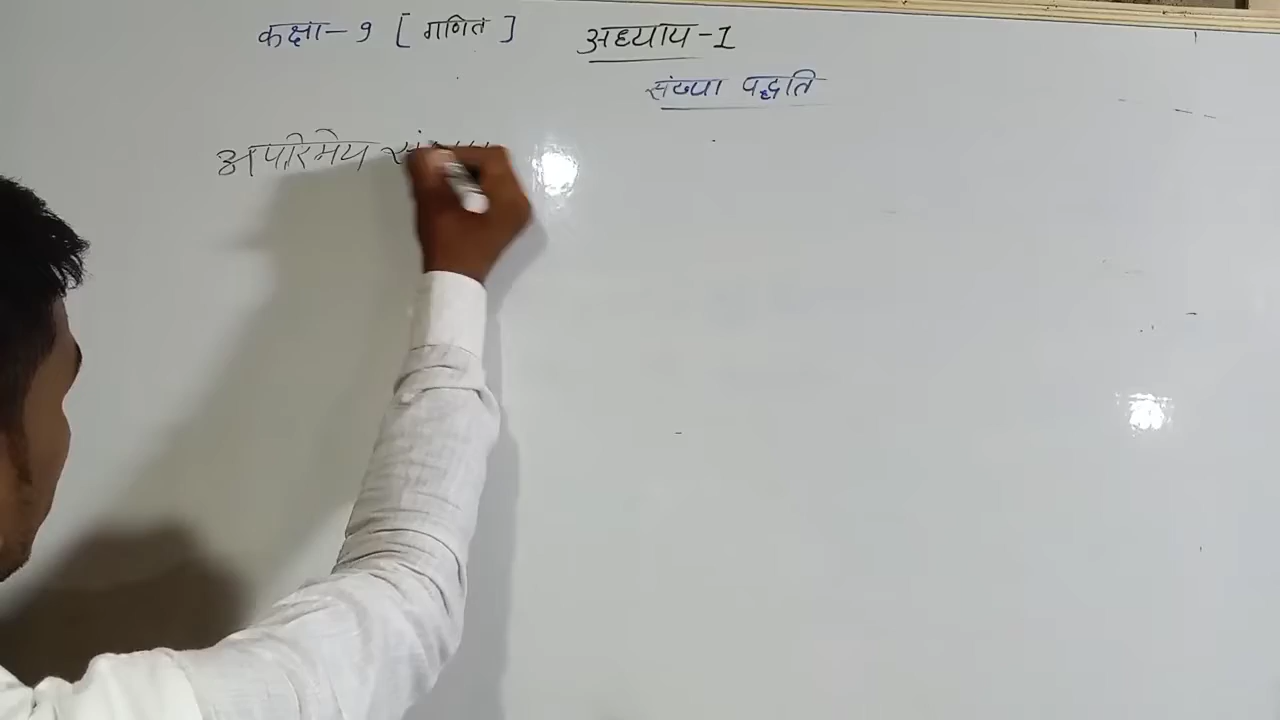 कक्षा-9 [ गणित ] अध्याय-1
संख्या पद्धति
अपरिमेय